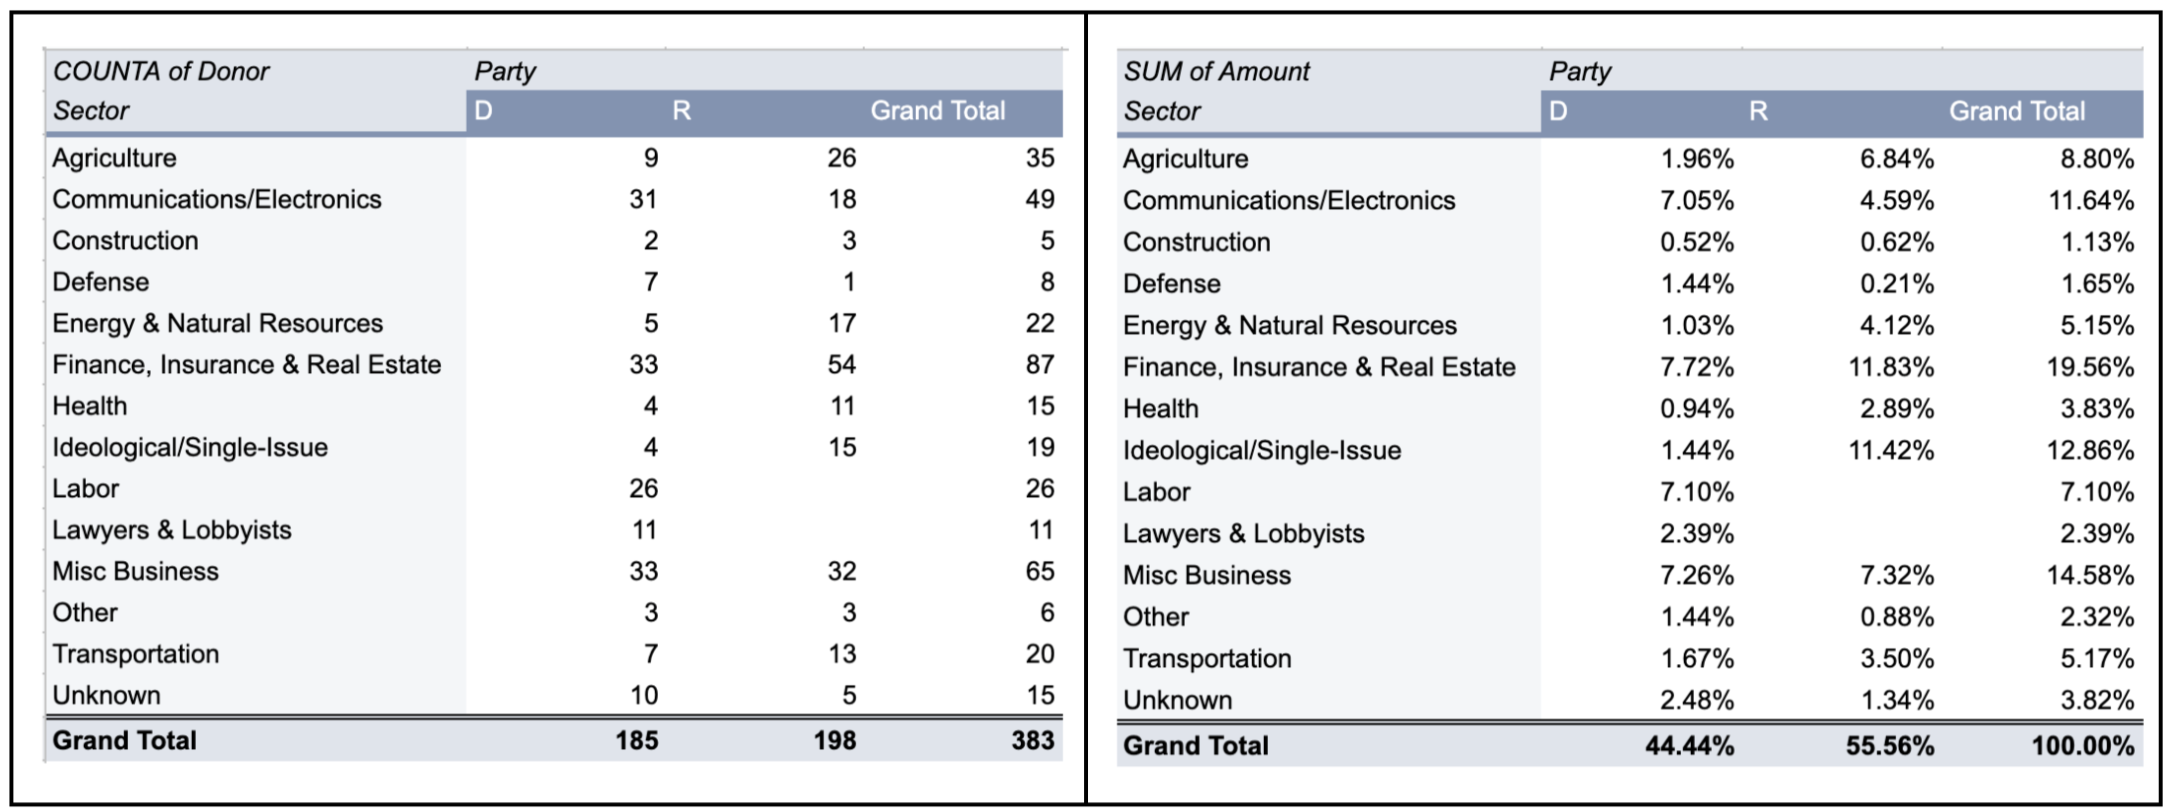 COUNTA of Donor Party
Sector D R Grand Total
Agriculture 9 26 35
Communications/Electronics 31 18 49
Construction 2 3 5
Defense 7 1 8
Energy & Natural Resources 5 17 22
Finance, Insurance & Real Estate 33 54 87
Health 4 11 15
Ideological/Single-Issue 4 15 19
Labor 26 26
Lawyers & Lobbyists 11 11
Misc Business 33 32 65
Other 3 3 6
Transportation 7 13 20
Unknown 10 5 15
Grand Total 185 198 383
SUM of Amount Party
Sector D R Grand Total
Agriculture 1.96% 6.84% 8.80%
Communications/Electronics 7.05% 4.59% 11.64%
Construction 0.52% 0.62% 1.13%
Defense 1.44% 0.21% 1.65%
Energy & Natural Resources 1.03% 4.12% 5.15%
Finance, Insurance & Real Estate 7.72% 11.83% 19.56%
Health 0.94% 2.89% 3.83%
Ideological/Single-Issue 1.44% 11.42% 12.86%
Labor 7.10% 7.10%
Lawyers & Lobbyists 2.39% 2.39%
Misc Business 7.26% 7.32% 14.58%
Other 1.44% 0.88% 2.32%
Transportation 1.67% 3.50% 5.17%
Unknown 2.48% 1.34% 3.82%
Grand Total 44.44% 55.56% 100.00%